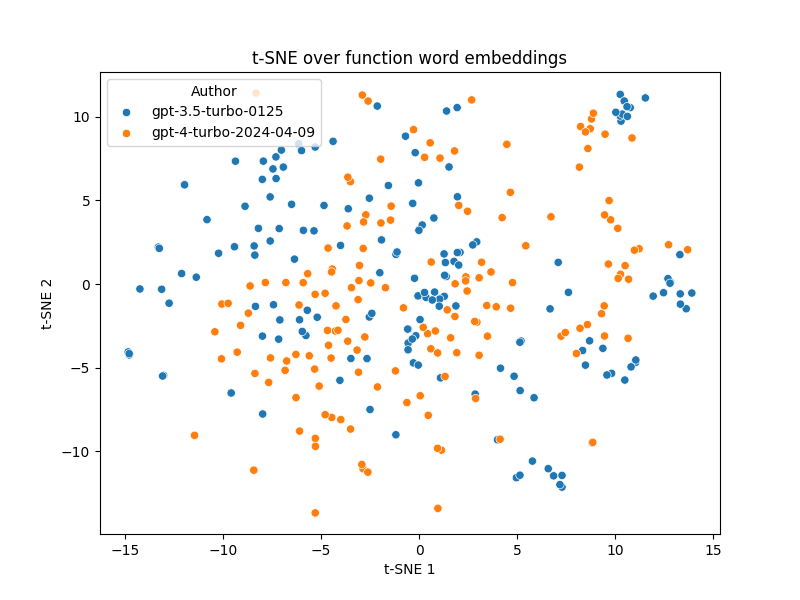 t-SNE over function word embeddings
Author
gpt-3.5-turbo-0125
gpt-4-turbo-2024-04-09
10
5
0
−5
−10
t-SNE 2
−15
−10
−5
0
5
10
15
t-SNE 1